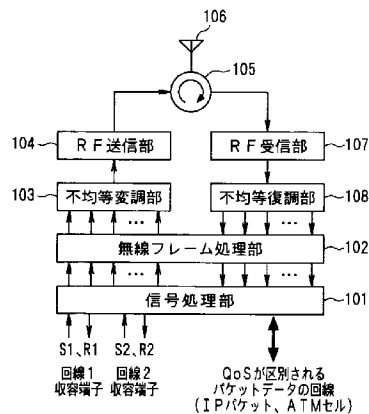 106
105
104
RF送信部
RF受信部
107
103
不均等変調部
不均等復調部
108
…
…
無線フレーム処理部
102
…
…
信号処理部
101
S1、R1
S2、R2
回線1
収容端子
回線2
収容端子
QoSが区別される
パケットデータの回線
(IPパケット、ATMセル)